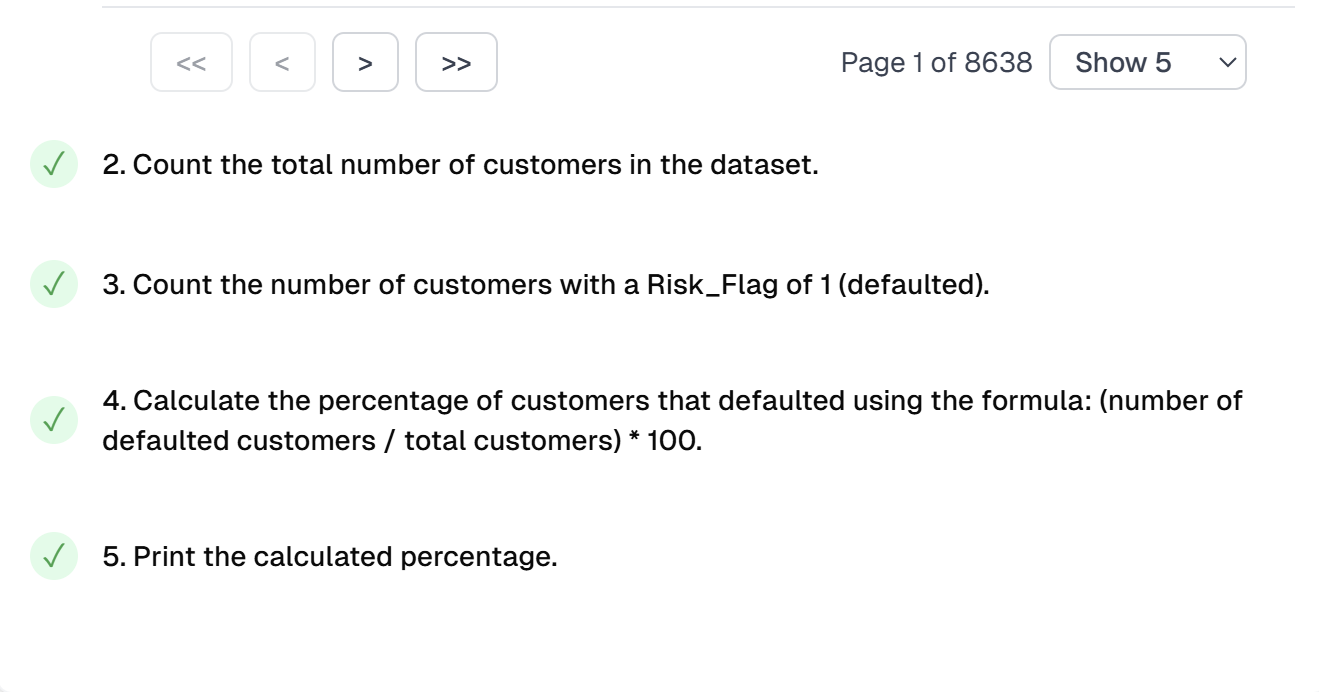 << < > >> Page 1 of 8638 Show 5
2. Count the total number of customers in the dataset.
3. Count the number of customers with a Risk_Flag of 1 (defaulted).
4. Calculate the percentage of customers that defaulted using the formula: (number of
defaulted customers / total customers) * 100.
5. Print the calculated percentage.